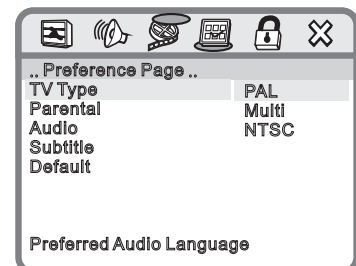 .. Preference Page ..
TV Type PAL
Parental Multi
Audio NTSC
Subtitle
Default
Preferred Audio Language